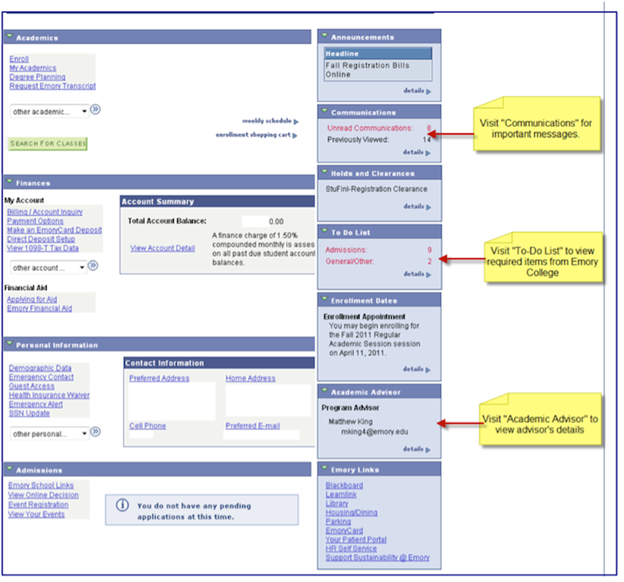 Academics
Enroll
My Academics
Degree Planning
Request Emory Transcript
other academic...
weekly schedule
enrollment shopping cart
SEARCH FOR CLASSES
Finances
My Account
Billing / Account Inquiry
Payment Options
Make an EmoryCard Deposit
Direct Deposit Setup
View 1098-T Tax Data
other account...
Account Summary
Total Account Balance: 0.00
View Account Detail
A finance charge of 1.50%
compounded monthly is asses
on all past due student account
balances.
Financial Aid
Applying for Aid
Emory Financial Aid
Personal Information
Demographic Data
Emergency Contact
Guest Access
Health Insurance Waiver
Emergency Alert
SSN Update
other personal...
Contact Information
Preferred Address Home Address
Cell Phone Preferred E-mail
Admissions
Emory School Links
View Online Decision
Event Registration
View Your Events
You do not have any pending
applications at this time.
Announcements
Headline
Fall Registration Bills
Online
details
Communications
Unread Communications: 8
Previously Viewed: 14
details
Visit "Communications" for
important messages.
Holds and Clearances
StuFinl-Registration Clearance
details
To Do List
Admissions: 9
General/Other: 2
details
Visit "To-Do List" to view
required items from Emory
College
Enrollment Dates
Enrollment Appointment
You may begin enrolling for
the Fall 2011 Regular
Academic Session session
on April 11, 2011.
details
Academic Advisor
Program Advisor
Matthew King
mking4@emory.edu
details
Visit "Academic Advisor" to
view advisor's details
Emory Links
Blackboard
Learnlink
Library
Housing/Dining
Parking
EmoryCard
Your Patient Portal
HR Self Service
Support Sustainability @ Emory